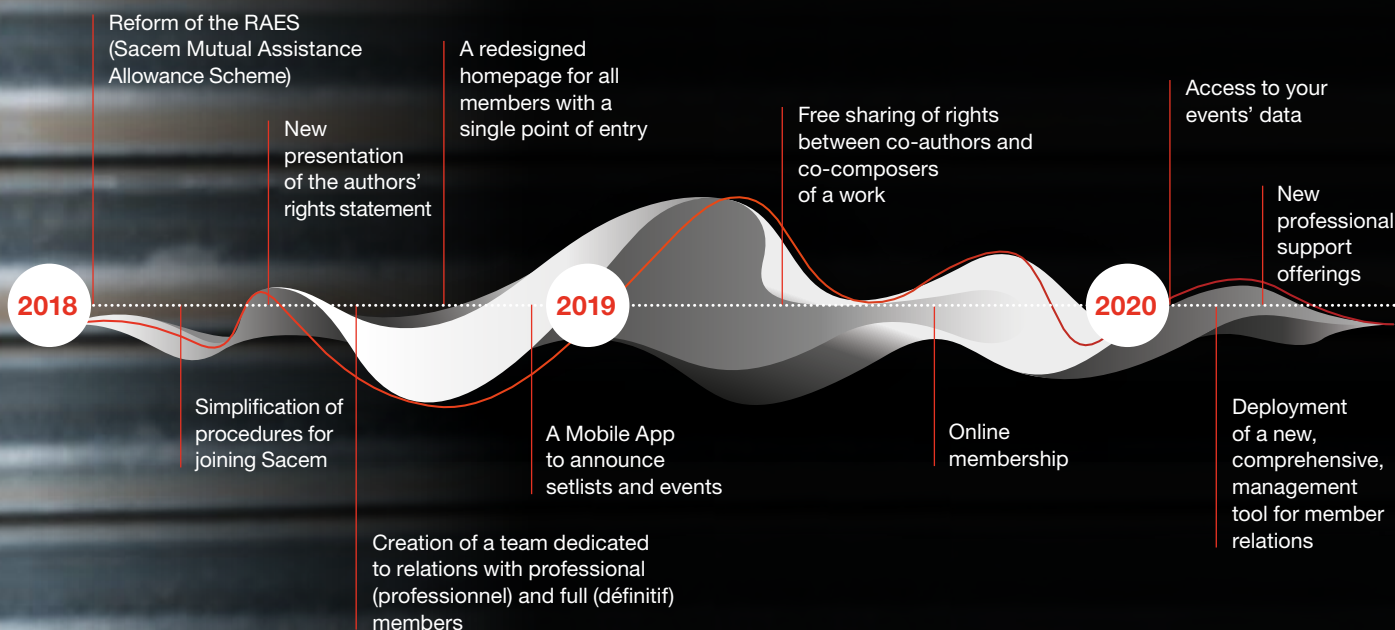 2018
Reform of the RAES
(Sacem Mutual Assistance
Allowance Scheme)
Simplification of
procedures for
joining Sacem
New
presentation
of the authors’
rights statement
Creation of a team dedicated
to relations with professional
(professionnel) and full (définitif)
members
A redesigned
homepage for all
members with a
single point of entry
A Mobile App
to announce
setlists and events
2019
Free sharing of rights
between co-authors and
co-composers
of a work
Online
membership
2020
Access to your
events’ data
Deployment
of a new,
comprehensive,
management
tool for member
relations
New
professional
support
offerings